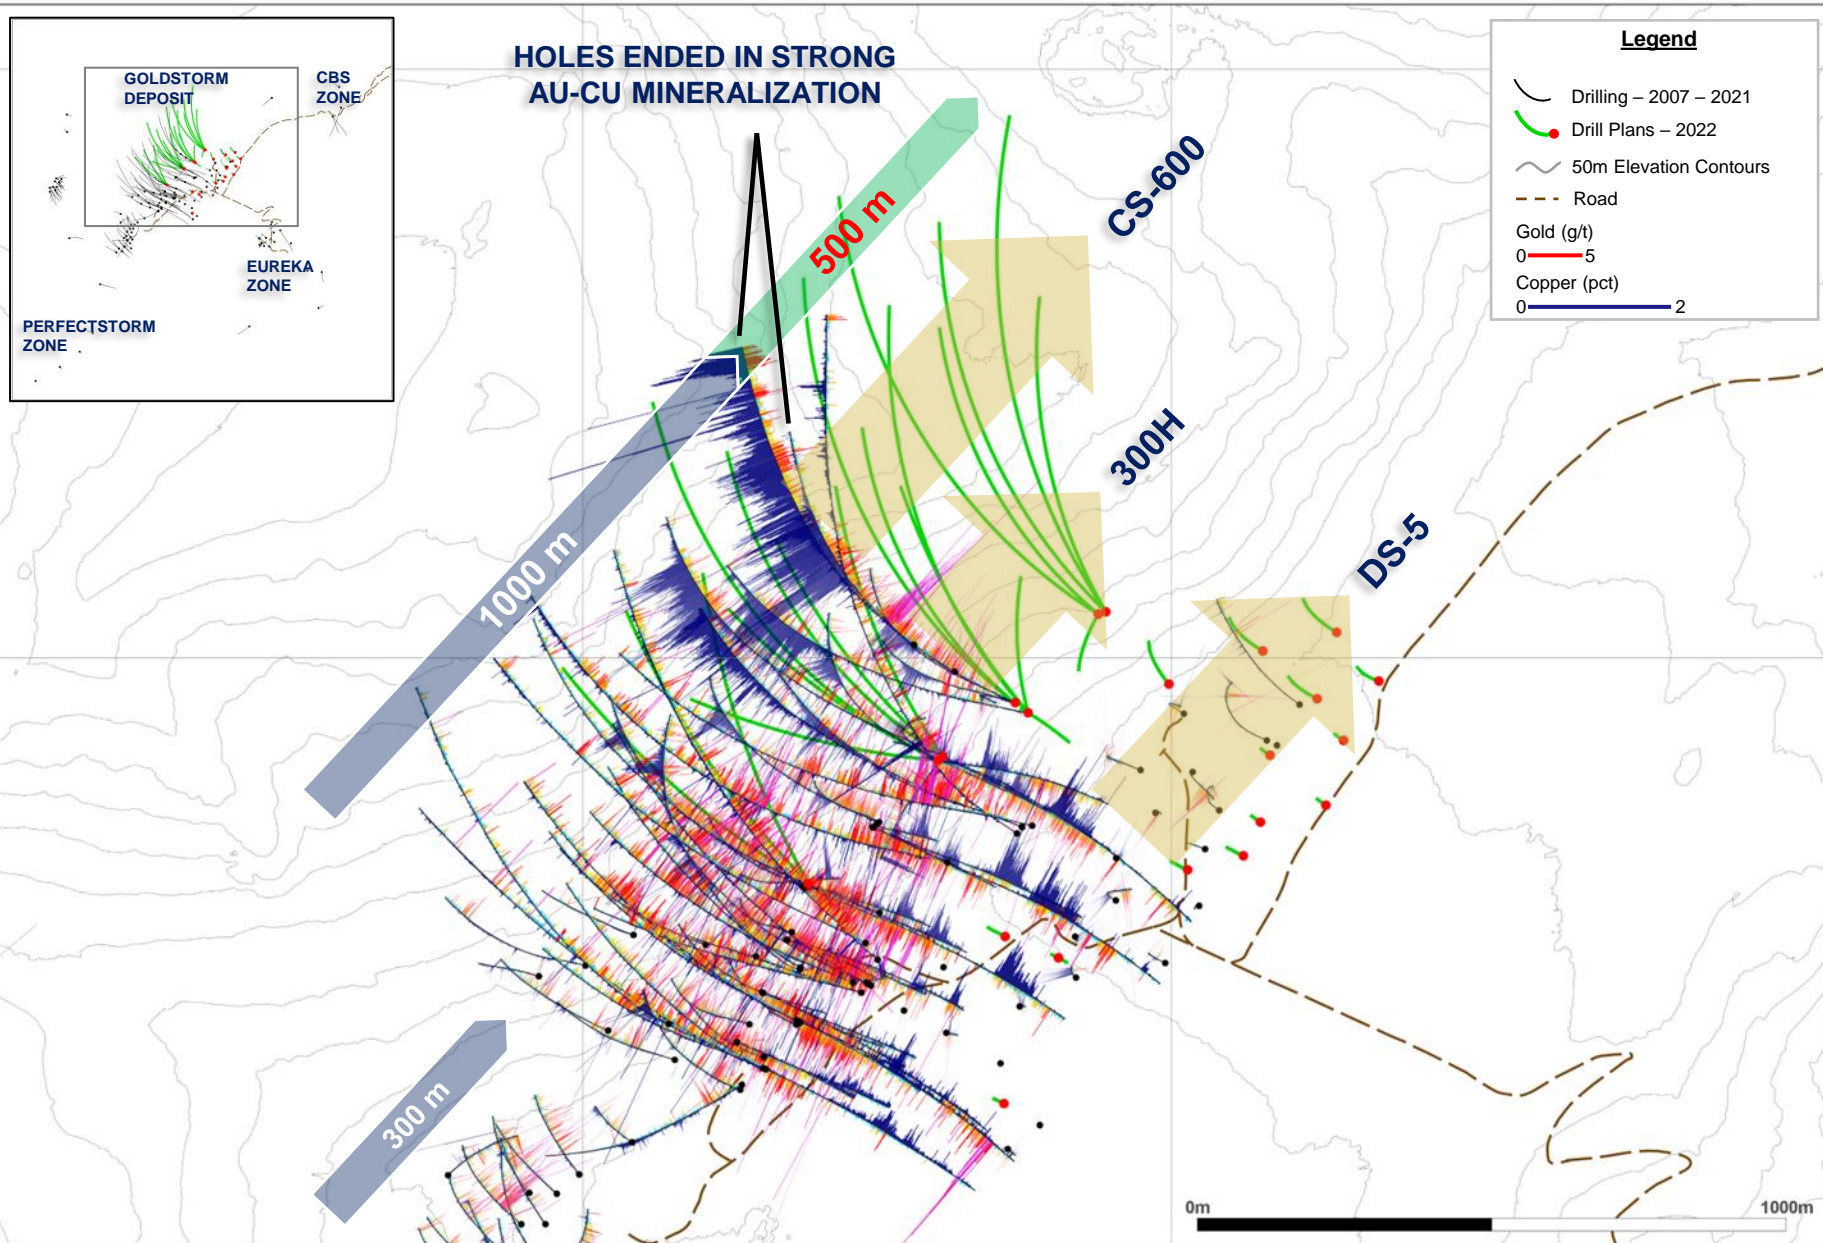 GOLDSTORM
DEPOSIT
CBS
ZONE
EUREKA
ZONE
PERFECTSTORM
ZONE
HOLES ENDED IN STRONG
AU-CU MINERALIZATION
Legend
Drilling – 2007 – 2021
Drill Plans – 2022
50m Elevation Contours
Road
Gold (g/t)
0 5
Copper (pct)
0 2
CS-600
500 m
300H
DS-5
1000 m
300 m
0m 1000m